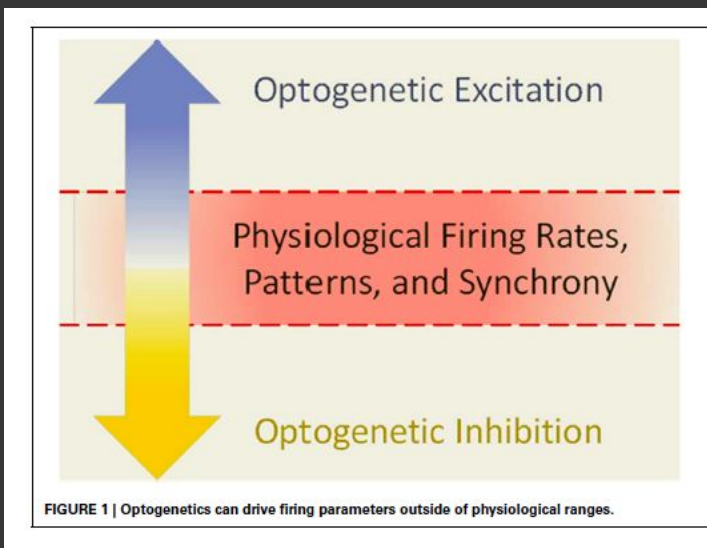 Optogenetic Excitation
Physiological Firing Rates,
Patterns, and Synchrony
Optogenetic Inhibition
FIGURE 1 | Optogenetics can drive firing parameters outside of physiological ranges.